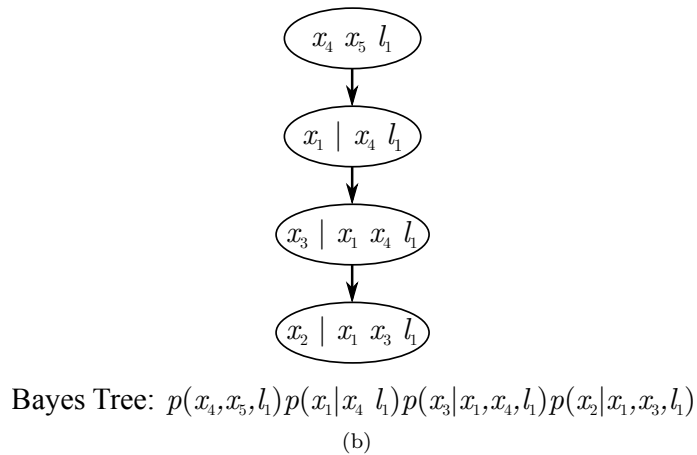 x₄ x₅ l₁
x₁ | x₄ l₁
x₃ | x₁ x₄ l₁
x₂ | x₁ x₃ l₁
Bayes Tree: p(x₄,x₅,l₁)p(x₁|x₄ l₁)p(x₃|x₁,x₄,l₁)p(x₂|x₁,x₃,l₁)
(b)